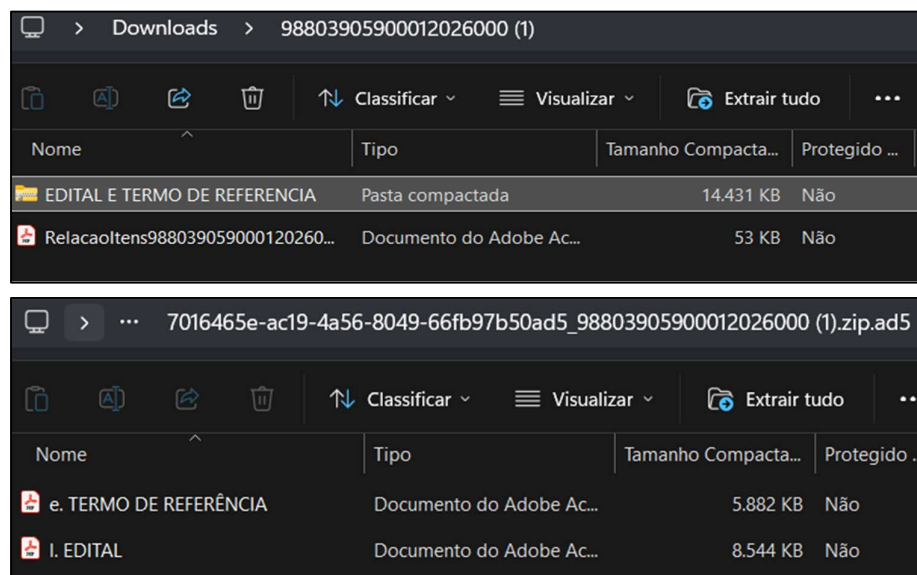 > Downloads > 98803905900012026000 (1)
Classificar Visualizar Extrair tudo ...
Nome Tipo Tamanho Compacta... Protegido ...
EDITAL E TERMO DE REFERENCIA Pasta compactada 14.431 KB Não
RelacaoItens988039059000120260... Documento do Adobe Ac... 53 KB Não
> ... 7016465e-ac19-4a56-8049-66fb97b50ad5_98803905900012026000 (1).zip.ad5
Classificar Visualizar Extrair tudo ..
Nome Tipo Tamanho Compacta... Protegido .
e. TERMO DE REFERÊNCIA Documento do Adobe Ac... 5.882 KB Não
I. EDITAL Documento do Adobe Ac... 8.544 KB Não